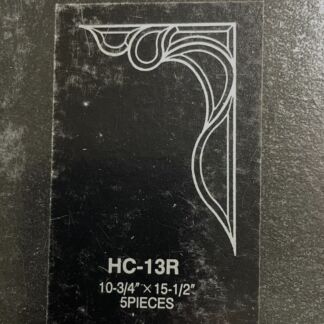 HC-13R
10-3/4" × 15-1/2"
5PIECES